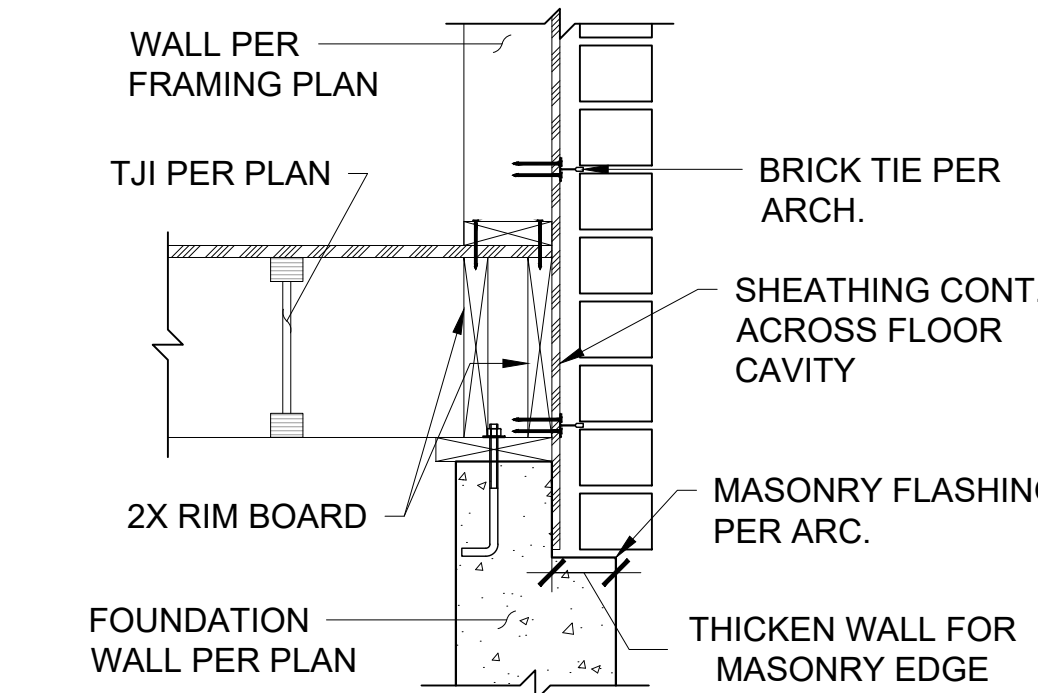 WALL PER
FRAMING PLAN
TJI PER PLAN
BRICK TIE PER
ARCH.
SHEATHING CONT.
ACROSS FLOOR
CAVITY
2X RIM BOARD
MASONRY FLASHING
PER ARC.
FOUNDATION
WALL PER PLAN
THICKEN WALL FOR
MASONRY EDGE